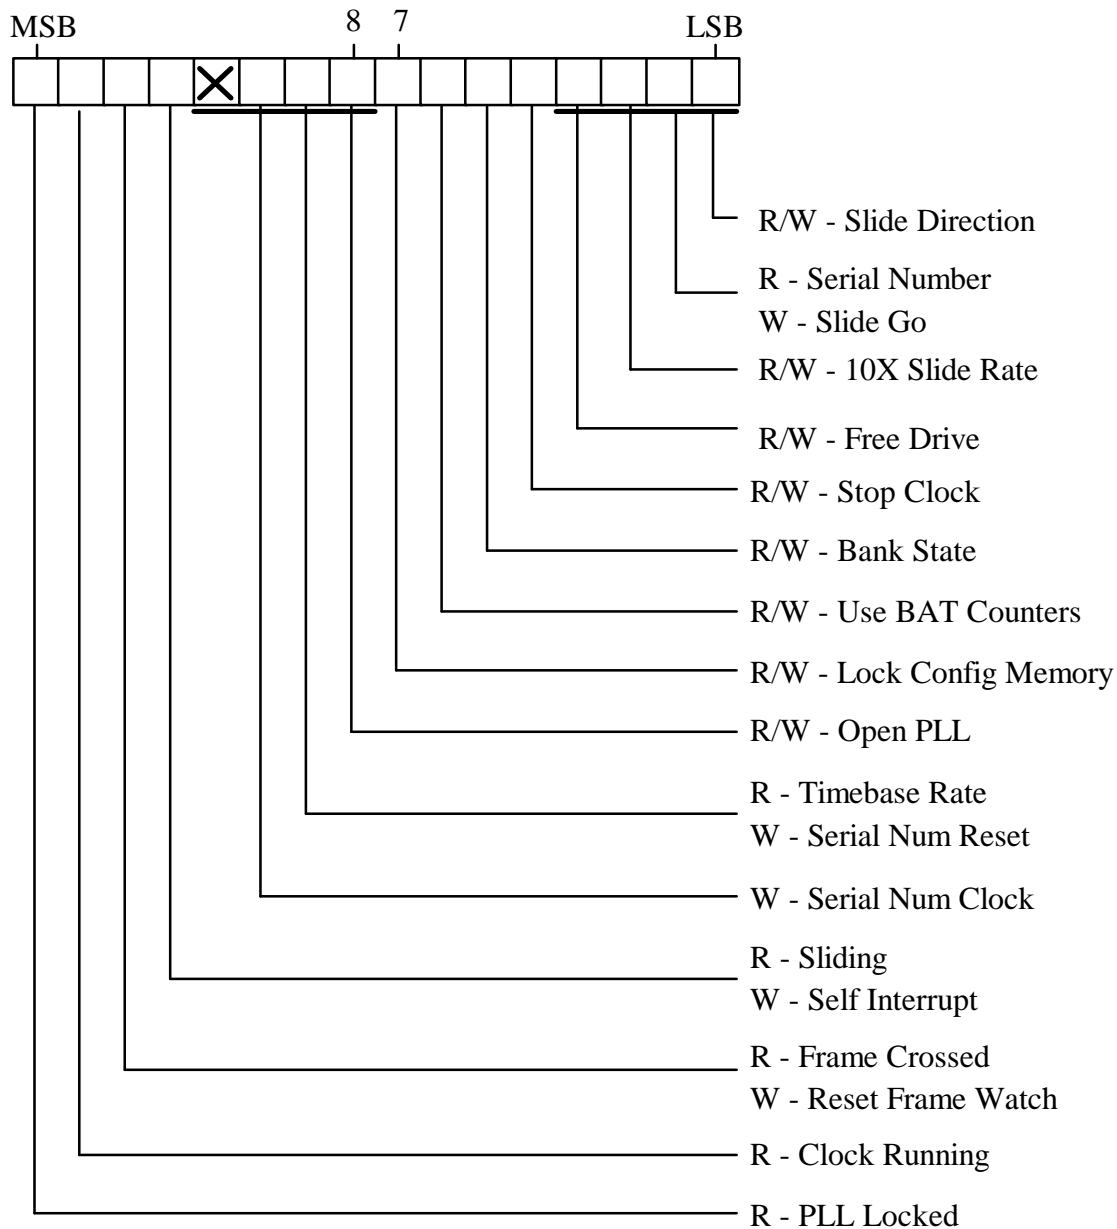 MSB 8 7 LSB
R/W - Slide Direction
R - Serial Number
W - Slide Go
R/W - 10X Slide Rate
R/W - Free Drive
R/W - Stop Clock
R/W - Bank State
R/W - Use BAT Counters
R/W - Lock Config Memory
R/W - Open PLL
R - Timebase Rate
W - Serial Num Reset
W - Serial Num Clock
R - Sliding
W - Self Interrupt
R - Frame Crossed
W - Reset Frame Watch
R - Clock Running
R - PLL Locked